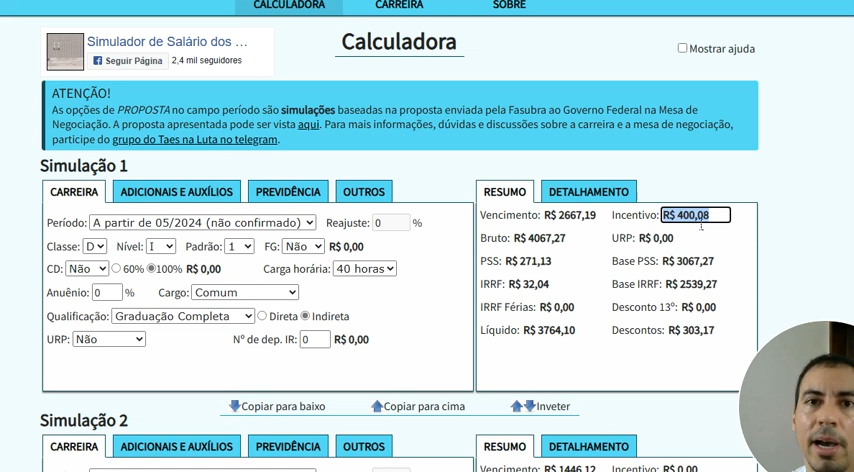 CALCULADORA CARREIRA SOBRE
Simulador de Salário dos …
Seguir Página 2,4 mil seguidores
Calculadora
Mostrar ajuda
ATENÇÃO!
As opções de PROPOSTA no campo período são simulações baseadas na proposta enviada pela Fasubra ao Governo Federal na Mesa de
Negociação. A proposta apresentada pode ser vista aqui. Para mais informações, dúvidas e discussões sobre a carreira e a mesa de negociação,
participe do grupo do Taes na Luta no telegram.
Simulação 1
CARREIRA ADICIONAIS E AUXÍLIOS PREVIDÊNCIA OUTROS
Período: A partir de 05/2024 (não confirmado) Reajuste: 0 %
Classe: D Nível: I Padrão: 1 FG: Não R$ 0,00
CD: Não 60% 100% R$ 0,00 Carga horária: 40 horas
Anuênio: 0 % Cargo: Comum
Qualificação: Graduação Completa Direta Indireta
URP: Não Nº de dep. IR: 0 R$ 0,00
RESUMO DETALHAMENTO
Vencimento: R$ 2667,19 Incentivo: R$ 400,08
Bruto: R$ 4067,27 URP: R$ 0,00
PSS: R$ 271,13 Base PSS: R$ 3067,27
IRRF: R$ 32,04 Base IRRF: R$ 2539,27
IRRF Férias: R$ 0,00 Desconto 13º: R$ 0,00
Líquido: R$ 3764,10 Descontos: R$ 303,17
Copiar para baixo Copiar para cima Inveter
Simulação 2
CARREIRA ADICIONAIS E AUXÍLIOS PREVIDÊNCIA OUTROS
RESUMO DETALHAMENTO
Vencimento: R$ 1446,12 Incentivo: R$ 0,00